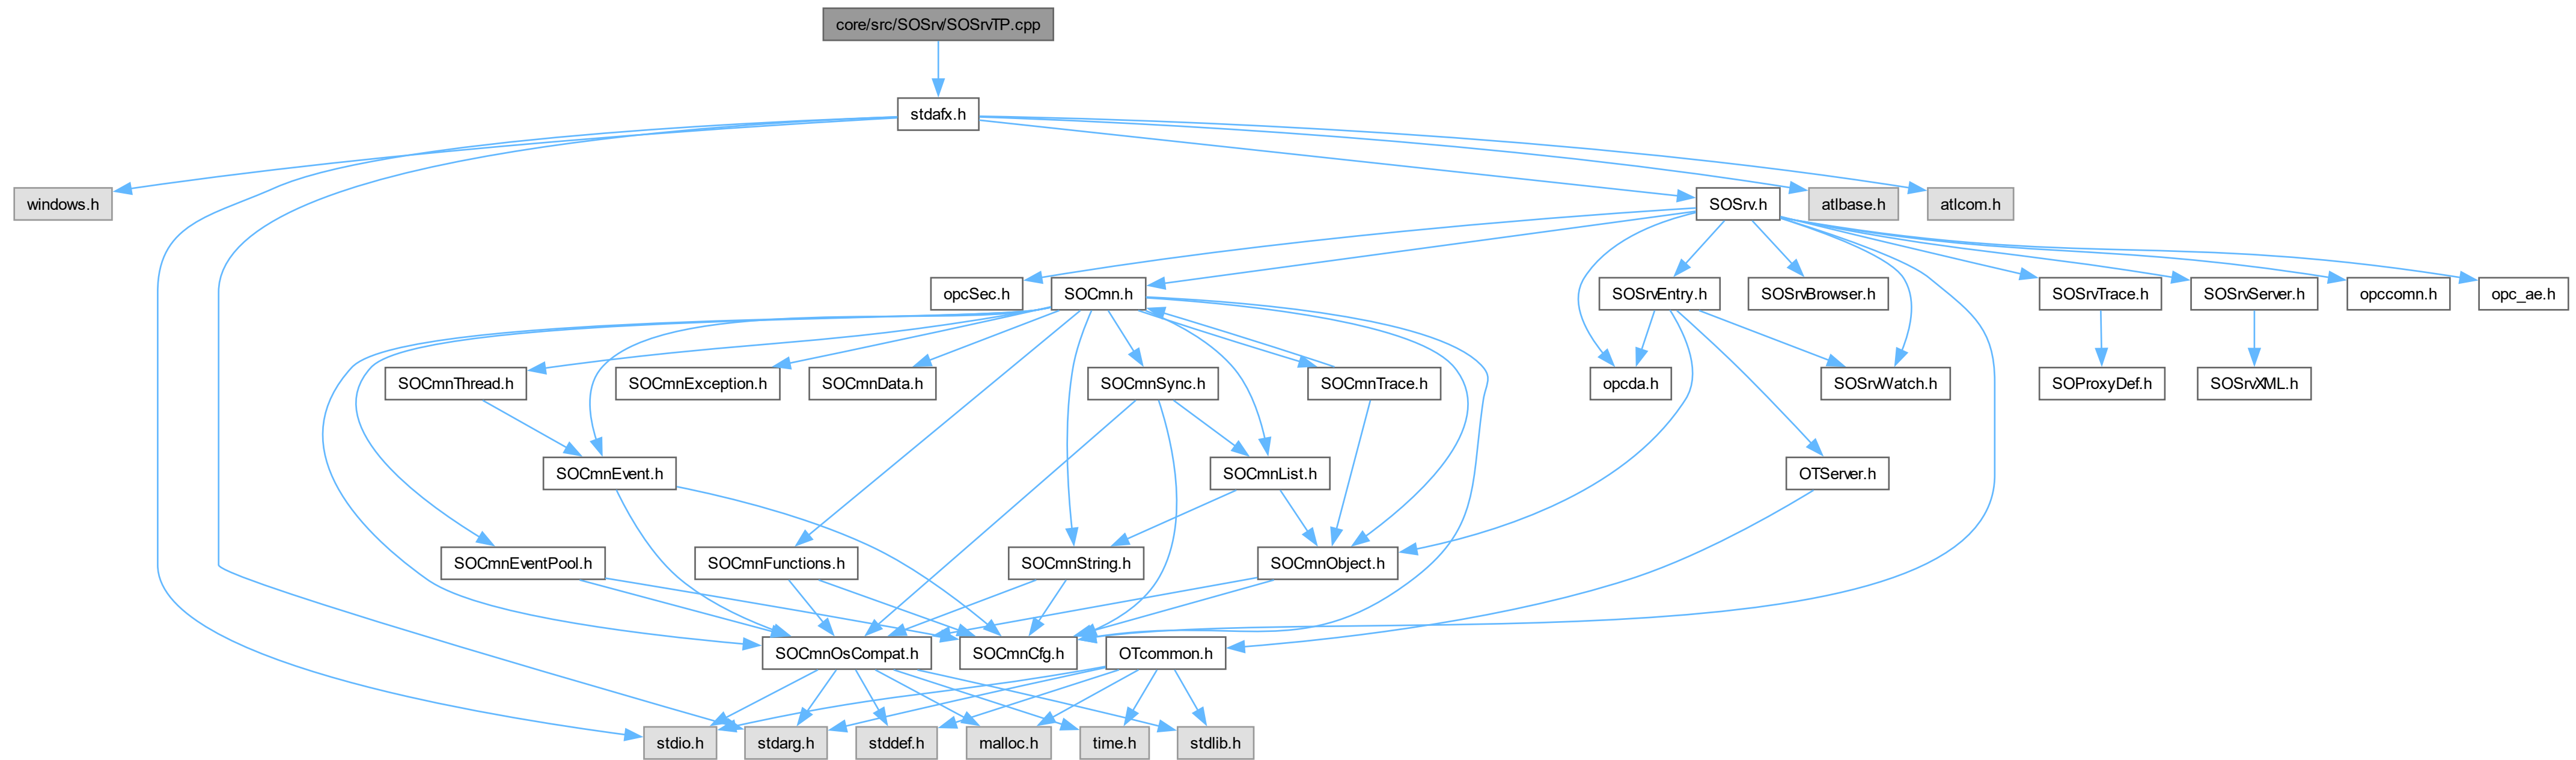 core/src/SOSrv/SOSrvTP.cpp
stdafx.h
windows.h
SOSrv.h
atlbase.h
atlcom.h
opcSec.h
SOCmn.h
SOSrvEntry.h
SOSrvBrowser.h
SOSrvTrace.h
SOSrvServer.h
opccomn.h
opc_ae.h
SOCmnThread.h
SOCmnException.h
SOCmnData.h
SOCmnSync.h
SOCmnTrace.h
opcda.h
SOSrvWatch.h
SOProxyDef.h
SOSrvXML.h
SOCmnEvent.h
SOCmnList.h
OTServer.h
SOCmnEventPool.h
SOCmnFunctions.h
SOCmnString.h
SOCmnObject.h
SOCmnOsCompat.h
SOCmnCfg.h
OTcommon.h
stdio.h
stdarg.h
stddef.h
malloc.h
time.h
stdlib.h